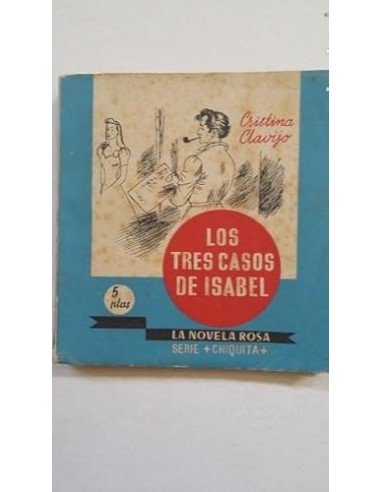 Cristina
Clavijo
LOS
TRES CASOS
DE ISABEL
5
ptas
LA NOVELA ROSA
SERIE + CHIQUITA +